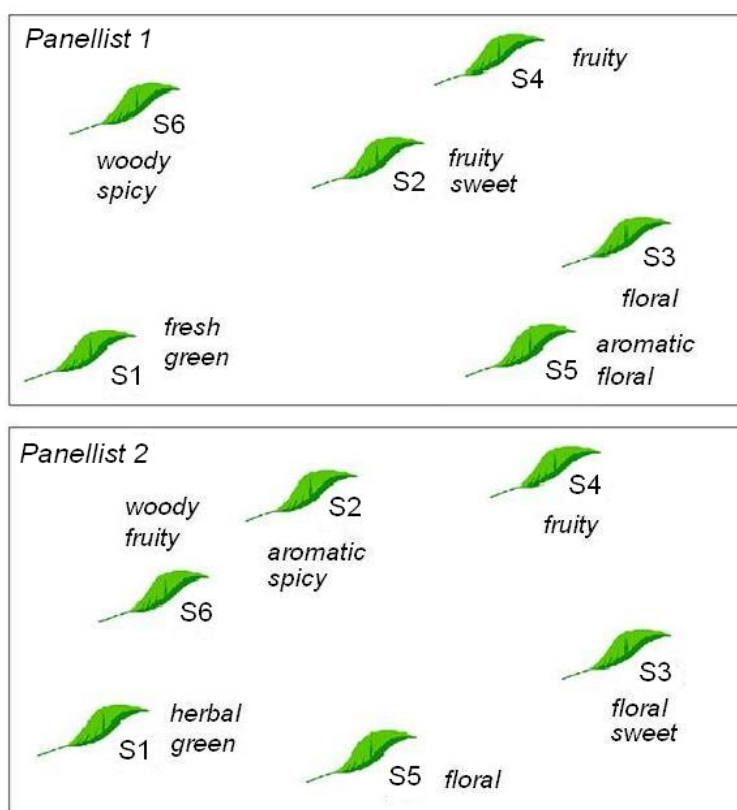 Panellist 1
S4
fruity
S6
woody
spicy
S2
fruity
sweet
S3
floral
S1
fresh
green
S5
aromatic
floral
Panellist 2
S2
aromatic
spicy
S4
fruity
woody
fruity
S6
S3
floral
sweet
S1
herbal
green
S5
floral